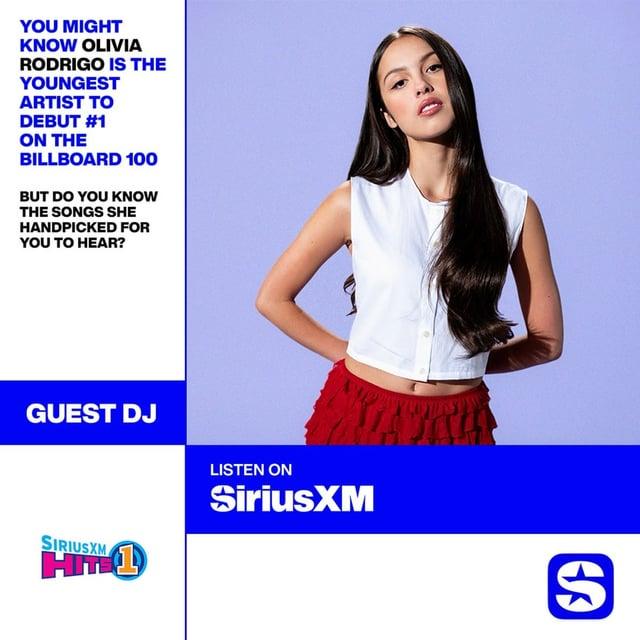 YOU MIGHT
KNOW OLIVIA
RODRIGO IS THE
YOUNGEST
ARTIST TO
DEBUT #1
ON THE
BILLBOARD 100
BUT DO YOU KNOW
THE SONGS SHE
HANDPICKED FOR
YOU TO HEAR?
GUEST DJ
LISTEN ON
SiriusXM
SIRIUSXM
HITS 1
S